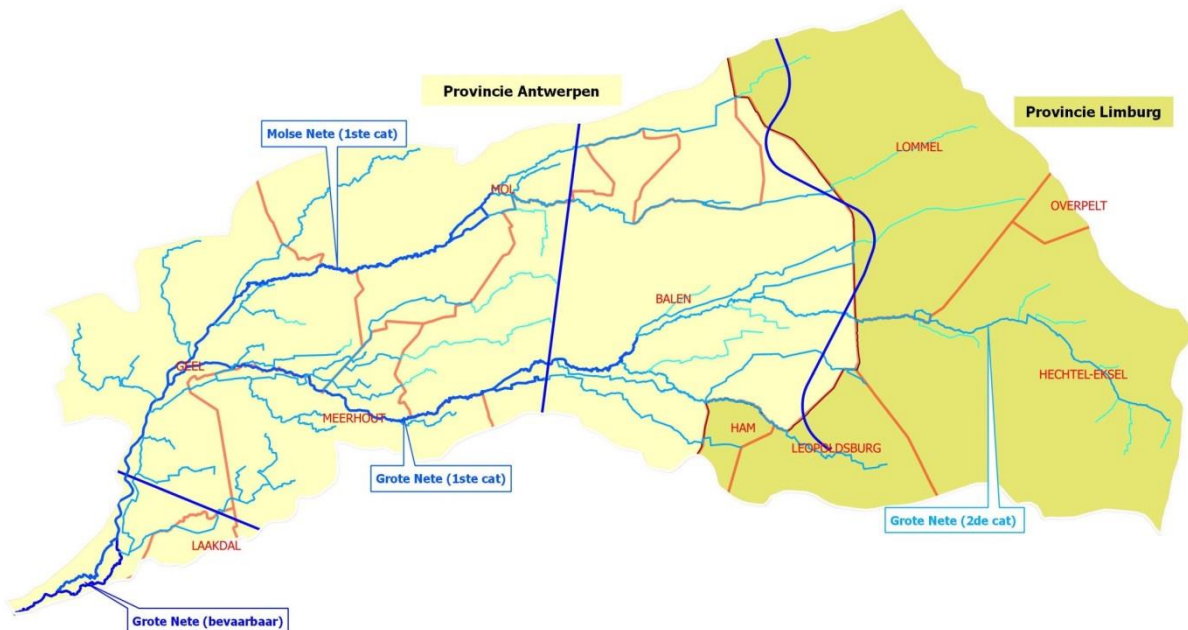 Provincie Antwerpen
Provincie Limburg
Molse Nete (1ste cat)
LOMMEL
MOL
OVERPELT
BALEN
GEEL
HECHTEL-EKSEL
MEERHOUT
HAM
LEOPOLDSBURG
Grote Nete (1ste cat)
Grote Nete (2de cat)
LAAKDAL
Grote Nete (bevaarbaar)